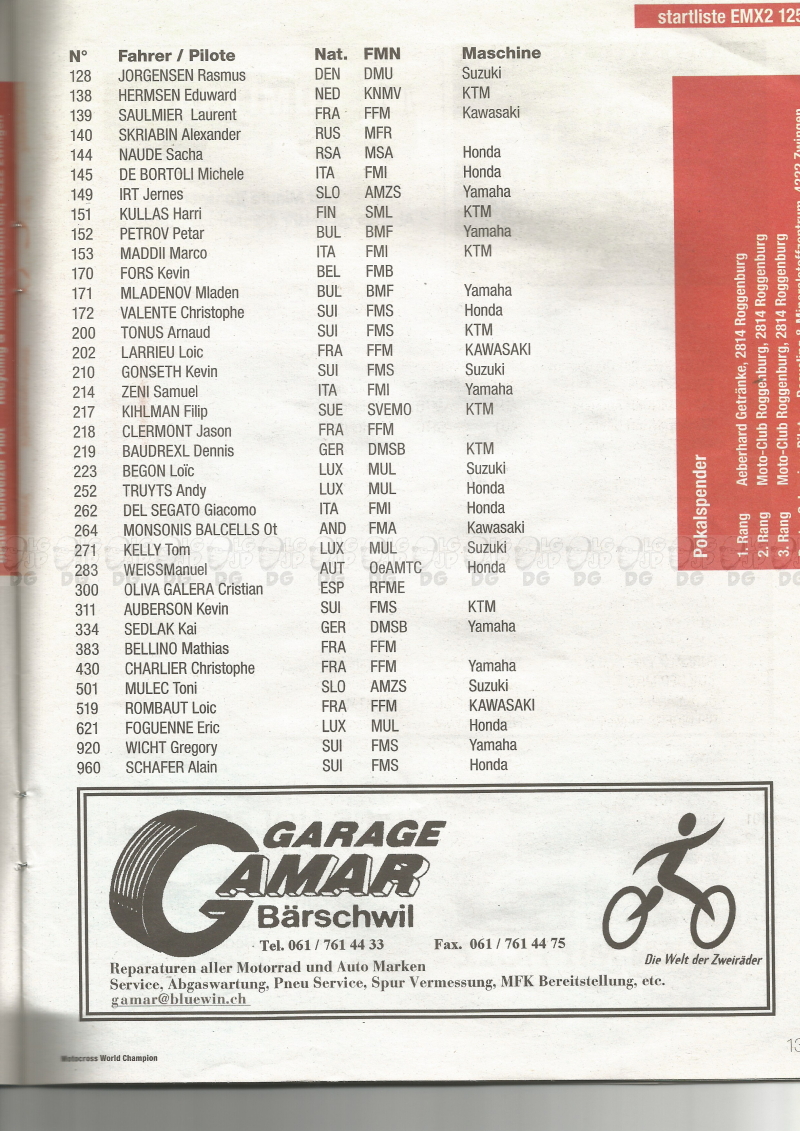 startliste EMX2 125
N° Fahrer / Pilote Nat. FMN Maschine
128 JORGENSEN Rasmus DEN DMU Suzuki
138 HERMSEN Eduward NED KNMV KTM
139 SAULMIER Laurent FRA FFM Kawasaki
140 SKRIABIN Alexander RUS MFR
144 NAUDE Sacha RSA MSA Honda
145 DE BORTOLI Michele ITA FMI Honda
149 IRT Jernes SLO AMZS Yamaha
151 KULLAS Harri FIN SML KTM
152 PETROV Petar BUL BMF Yamaha
153 MADDII Marco ITA FMI KTM
170 FORS Kevin BEL FMB
171 MLADENOV Mladen BUL BMF Yamaha
172 VALENTE Christophe SUI FMS Honda
200 TONUS Arnaud SUI FMS KTM
202 LARRIEU Loic FRA FFM KAWASAKI
210 GONSETH Kevin SUI FMS Suzuki
214 ZENI Samuel ITA FMI Yamaha
217 KIHLMAN Filip SUE SVEMO KTM
218 CLERMONT Jason FRA FFM
219 BAUDREXL Dennis GER DMSB KTM
223 BEGON Loïc LUX MUL Suzuki
252 TRUYTS Andy LUX MUL Honda
262 DEL SEGATO Giacomo ITA FMI Honda
264 MONSONIS BALCELLS Ot AND FMA Kawasaki
271 KELLY Tom LUX MUL Suzuki
283 WEISSManuel AUT OeAMTC Honda
300 OLIVA GALERA Cristian ESP RFME
311 AUBERSON Kevin SUI FMS KTM
334 SEDLAK Kai GER DMSB Yamaha
383 BELLINO Mathias FRA FFM
430 CHARLIER Christophe FRA FFM Yamaha
501 MULEC Toni SLO AMZS Suzuki
519 ROMBAUT Loic FRA FFM KAWASAKI
621 FOGUENNE Eric LUX MUL Honda
920 WICHT Gregory SUI FMS Yamaha
960 SCHAFER Alain SUI FMS Honda
Pokalspender
1. Rang Aeberhard Getränke, 2814 Roggenburg
2. Rang Moto-Club Roggenburg, 2814 Roggenburg
3. Rang Moto-Club Roggenburg, 2814 Roggenburg
GARAGE
GAMAR
Bärschwil
Tel. 061 / 761 44 33 Fax. 061 / 761 44 75
Die Welt der Zweiräder
Reparaturen aller Motorrad und Auto Marken
Service, Abgaswartung, Pneu Service, Spur Vermessung, MFK Bereitstellung, etc.
gamar@bluewin.ch
Motocross World Champion
13